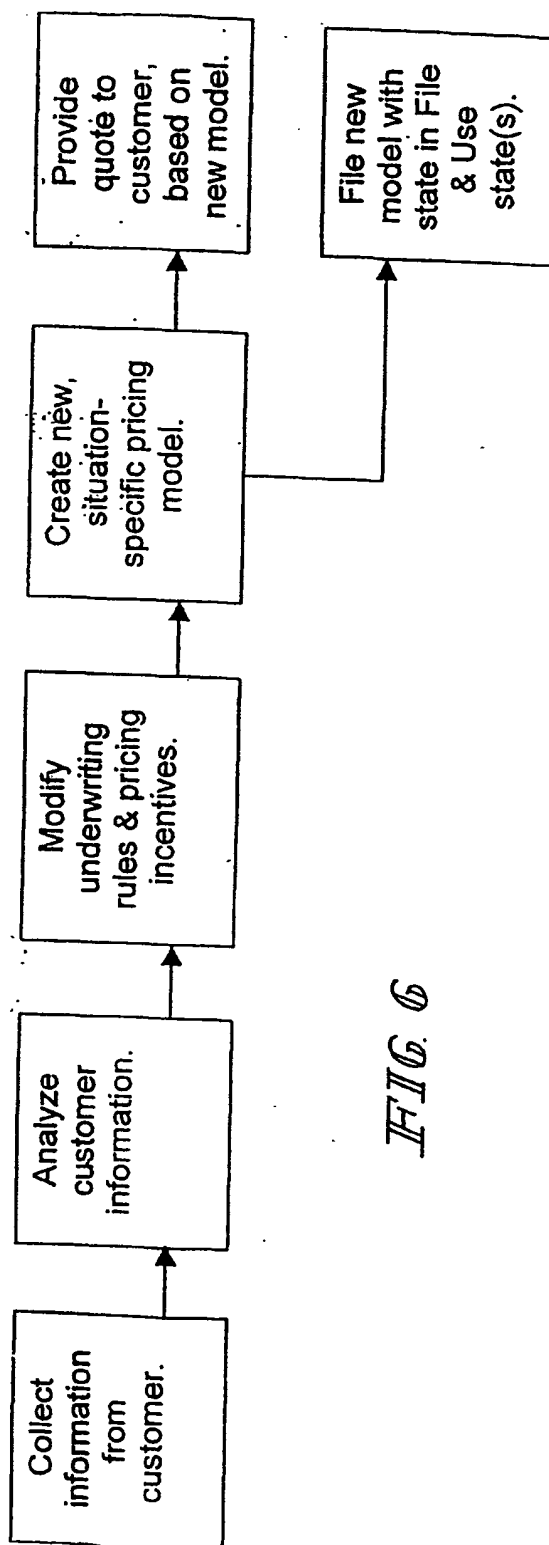 Collect
information
from
customer.
Analyze
customer
information.
Modify
underwriting
rules & pricing
incentives.
Create new,
situation-
specific pricing
model.
Provide
quote to
customer,
based on
new model.
File new
model with
state in File
& Use
state(s).
FIG. 6